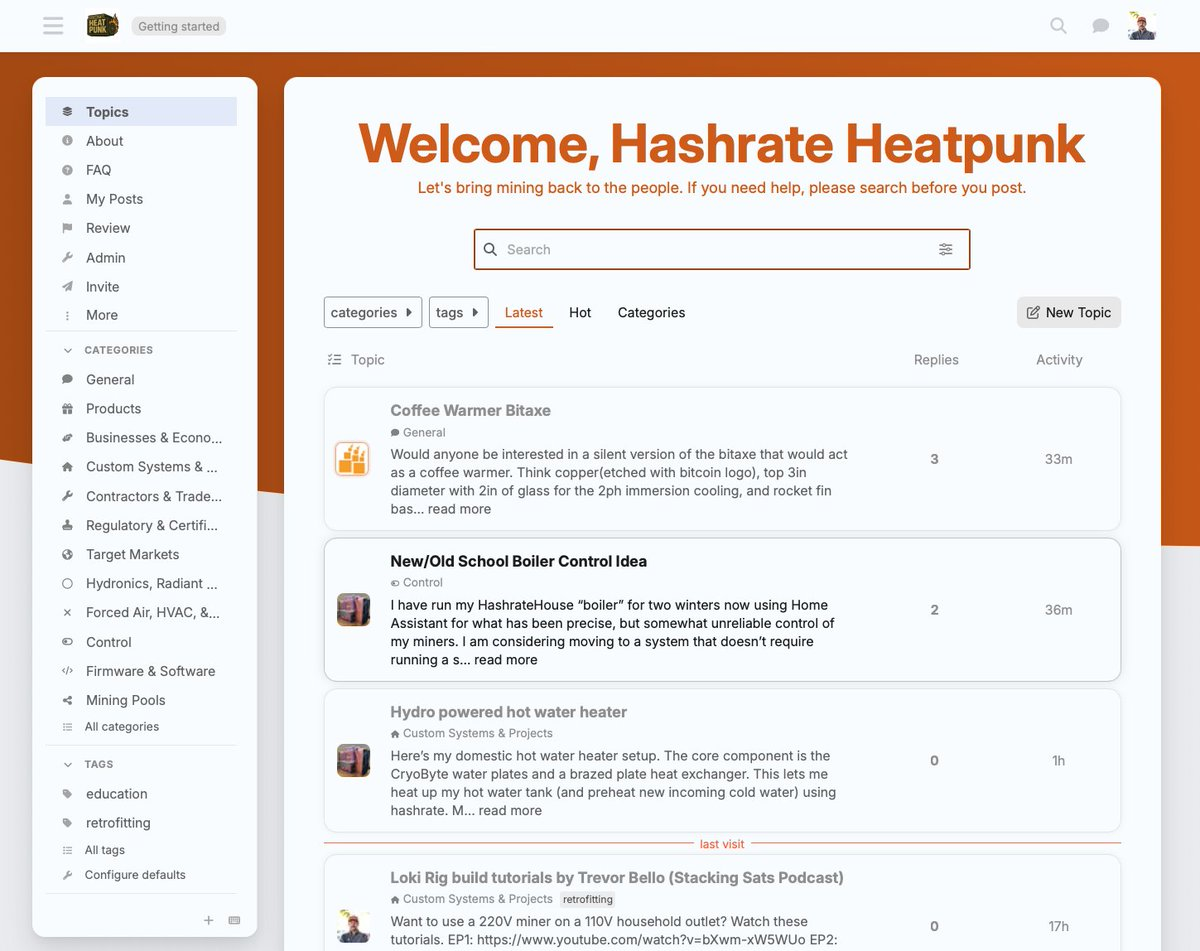 HEAT
PUNK
Getting started
Topics
About
FAQ
My Posts
Review
Admin
Invite
More
CATEGORIES
General
Products
Businesses & Econo...
Custom Systems & ...
Contractors & Trade...
Regulatory & Certifi...
Target Markets
Hydronics, Radiant ...
Forced Air, HVAC, &...
Control
Firmware & Software
Mining Pools
All categories
TAGS
education
retrofitting
All tags
Configure defaults
Welcome, Hashrate Heatpunk
Let's bring mining back to the people. If you need help, please search before you post.
Search
categories
tags
Latest
Hot
Categories
New Topic
Topic
Replies
Activity
Coffee Warmer Bitaxe
General
Would anyone be interested in a silent version of the bitaxe that would act
as a coffee warmer. Think copper(etched with bitcoin logo), top 3in
diameter with 2in of glass for the 2ph immersion cooling, and rocket fin
bas... read more
3
33m
New/Old School Boiler Control Idea
Control
I have run my HashrateHouse “boiler” for two winters now using Home
Assistant for what has been precise, but somewhat unreliable control of
my miners. I am considering moving to a system that doesn’t require
running a s... read more
2
36m
Hydro powered hot water heater
Custom Systems & Projects
Here’s my domestic hot water heater setup. The core component is the
CryoByte water plates and a brazed plate heat exchanger. This lets me
heat up my hot water tank (and preheat new incoming cold water) using
hashrate. M... read more
0
1h
last visit
Loki Rig build tutorials by Trevor Bello (Stacking Sats Podcast)
Custom Systems & Projects retrofitting
Want to use a 220V miner on a 110V household outlet? Watch these
tutorials. EP1: https://www.youtube.com/watch?v=bXwm-xW5WUo EP2:
0
17h